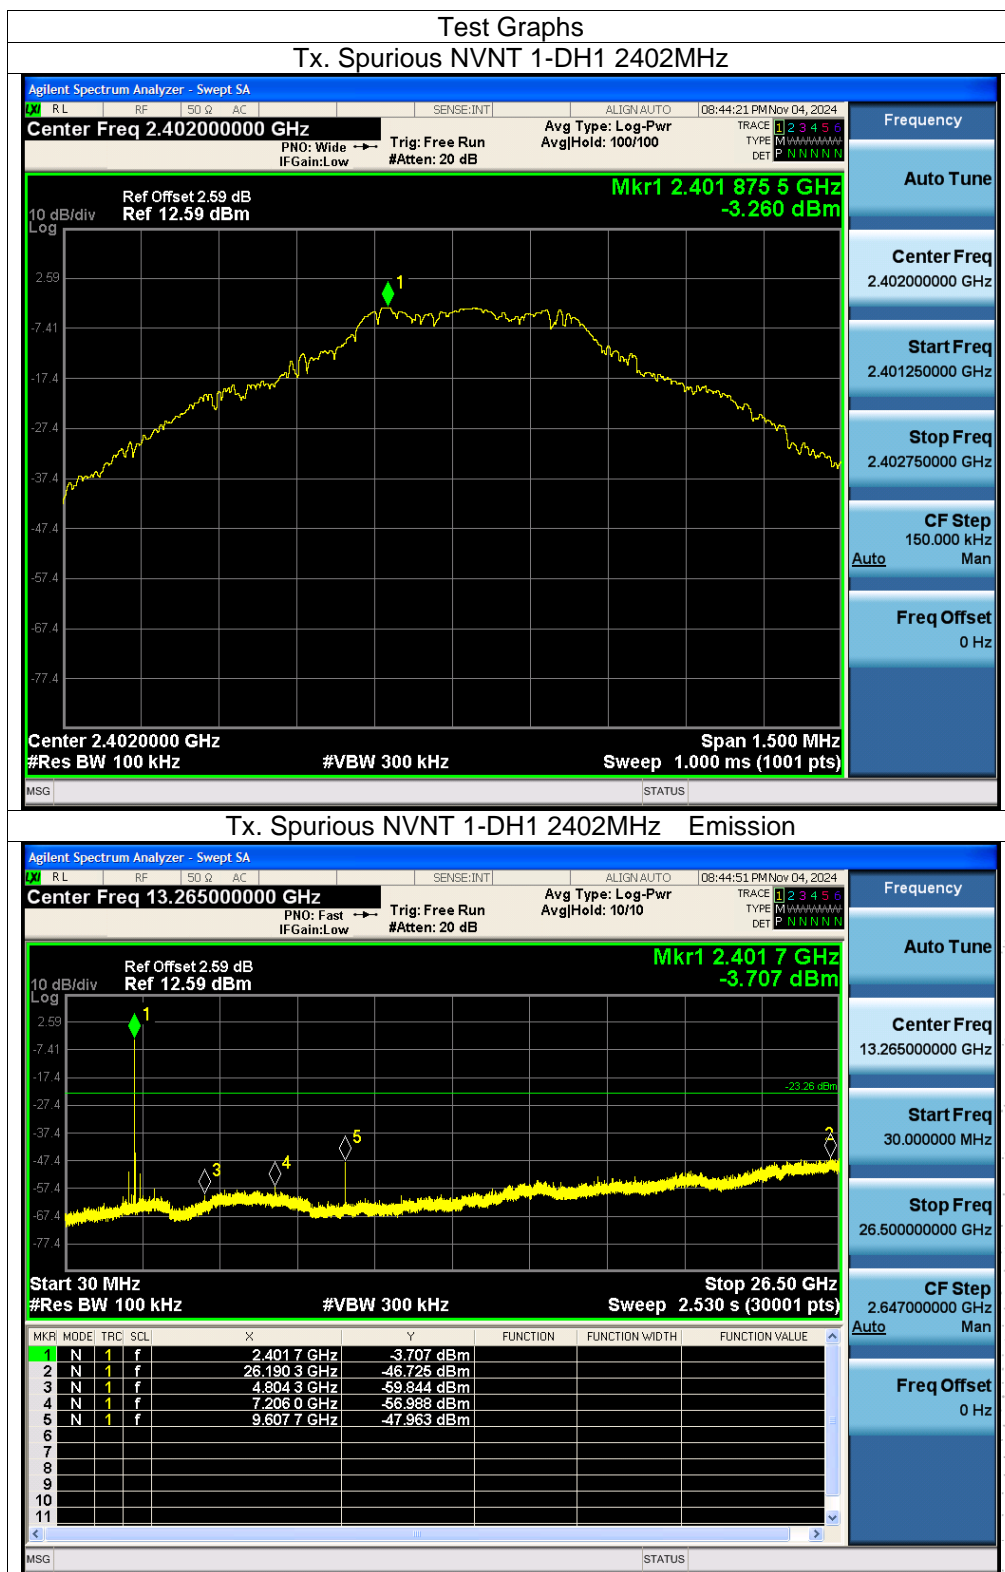 Test Graphs
Tx. Spurious NVNT 1-DH1 2402MHz
Agilent Spectrum Analyzer - Swept SA
LXI RL RF 50 Ω AC SENSE:INT ALIGNAUTO 08:44:21 PM Nov 04, 2024
Center Freq 2.402000000 GHz
PNO: Wide
IFGain:Low
Trig: Free Run
#Atten: 20 dB
Avg Type: Log-Pwr
Avg|Hold: 100/100
TRACE 1 2 3 4 5 6
TYPE M WWWWW
DET P N N N N N
Frequency
Auto Tune
Center Freq
2.402000000 GHz
Start Freq
2.401250000 GHz
Stop Freq
2.402750000 GHz
CF Step
150.000 kHz
Auto Man
Freq Offset
0 Hz
Mkr1 2.401 875 5 GHz
-3.260 dBm
Ref Offset 2.59 dB
10 dB/div Ref 12.59 dBm
Log
1
2.59
-7.41
-17.4
-27.4
-37.4
-47.4
-57.4
-67.4
-77.4
Center 2.4020000 GHz Span 1.500 MHz
#Res BW 100 kHz #VBW 300 kHz Sweep 1.000 ms (1001 pts)
MSG STATUS
Tx. Spurious NVNT 1-DH1 2402MHz Emission
Agilent Spectrum Analyzer - Swept SA
LXI RL RF 50 Ω AC SENSE:INT ALIGNAUTO 08:44:51 PM Nov 04, 2024
Center Freq 13.265000000 GHz
PNO: Fast
IFGain:Low
Trig: Free Run
#Atten: 20 dB
Avg Type: Log-Pwr
Avg|Hold: 10/10
TRACE 1 2 3 4 5 6
TYPE M WWWWW
DET P N N N N N
Frequency
Auto Tune
Center Freq
13.265000000 GHz
Start Freq
30.000000 MHz
Stop Freq
26.500000000 GHz
CF Step
2.647000000 GHz
Auto Man
Freq Offset
0 Hz
Mkr1 2.401 7 GHz
-3.707 dBm
Ref Offset 2.59 dB
10 dB/div Ref 12.59 dBm
Log
1
2.59
-7.41
-17.4
-23.26 dBm
-27.4
-37.4
5
2
-47.4
3
4
-57.4
-67.4
-77.4
Start 30 MHz Stop 26.50 GHz
#Res BW 100 kHz #VBW 300 kHz Sweep 2.530 s (30001 pts)
MKR MODE TRC SCL X Y FUNCTION FUNCTION WIDTH FUNCTION VALUE
1 N 1 f 2.401 7 GHz -3.707 dBm
2 N 1 f 26.190 3 GHz -46.725 dBm
3 N 1 f 4.804 3 GHz -59.844 dBm
4 N 1 f 7.206 0 GHz -56.988 dBm
5 N 1 f 9.607 7 GHz -47.963 dBm
6
7
8
9
10
11
MSG STATUS